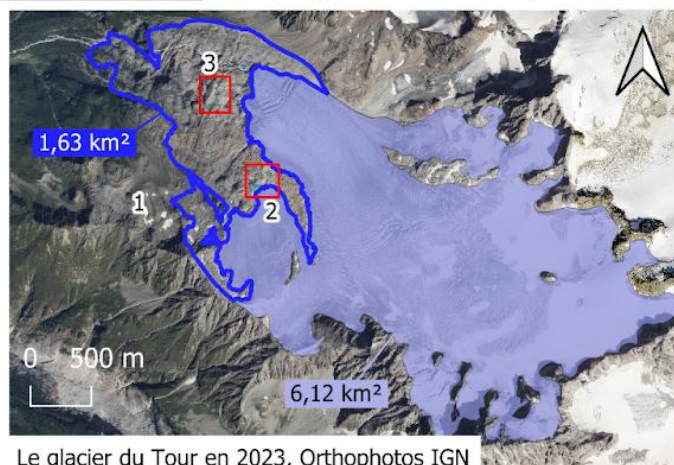 3
1,63 km²
1
2
0 500 m
6,12 km²
Le glacier du Tour en 2023, Orthophotos IGN